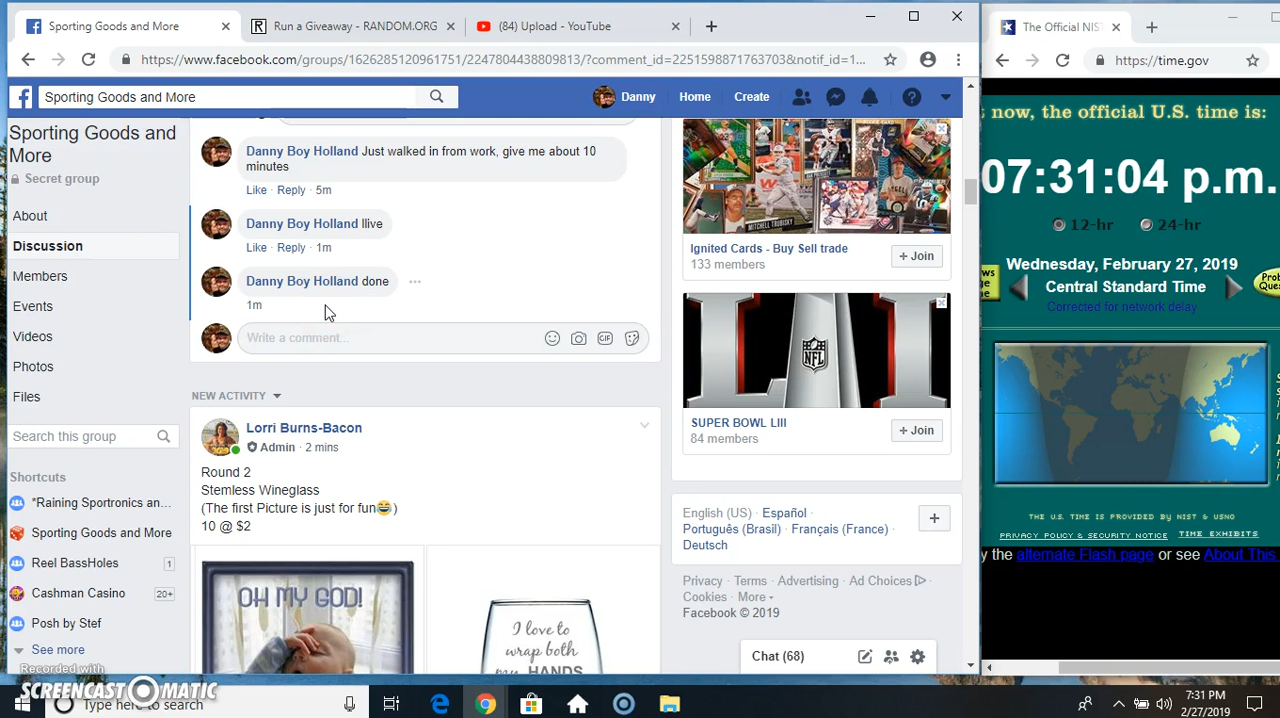 Sporting Goods and More
Run a Giveaway - RANDOM.ORG
(84) Upload - YouTube
The Official NIS
https://www.facebook.com/groups/1626285120961751/2247804438809813/?comment_id=2251598871763703&notif_id=1...
https://time.gov
Sporting Goods and More
Danny
Home
Create
Sporting Goods and
More
Secret group
About
Discussion
Members
Events
Videos
Photos
Files
Search this group
Shortcuts
*Raining Sportronics an...
Sporting Goods and More
Reel BassHoles 1
Cashman Casino 20+
Posh by Stef
See more
Danny Boy Holland Just walked in from work, give me about 10
minutes
Like · Reply · 5m
Danny Boy Holland llive
Like · Reply · 1m
Danny Boy Holland done
1m
Write a comment...
GIF
NEW ACTIVITY
Lorri Burns-Bacon
Admin · 2 mins
Round 2
Stemless Wineglass
(The first Picture is just for fun😅)
10 @ $2
OH MY GOD!
I love to
wrap both
my HANDS
MITCHELL TRUBISKY
Ignited Cards - Buy Sell trade
133 members
+ Join
LII
NFL
SUPER BOWL LIII
84 members
+ Join
English (US) · Español ·
Português (Brasil) · Français (France) ·
Deutsch
Privacy · Terms · Advertising · Ad Choices ·
Cookies · More
Facebook © 2019
Chat (68)
t now, the official U.S. time is:
07:31:04 p.m.
12-hr
24-hr
Wednesday, February 27, 2019
Central Standard Time
Corrected for network delay
THE U.S. TIME IS PROVIDED BY NIST & USNO
PRIVACY POLICY & SECURITY NOTICE
TIME EXHIBITS
y the alternate Flash page or see About This
Recorded with
SCREENCAST-O-MATIC
Type here to search
7:31 PM
2/27/2019